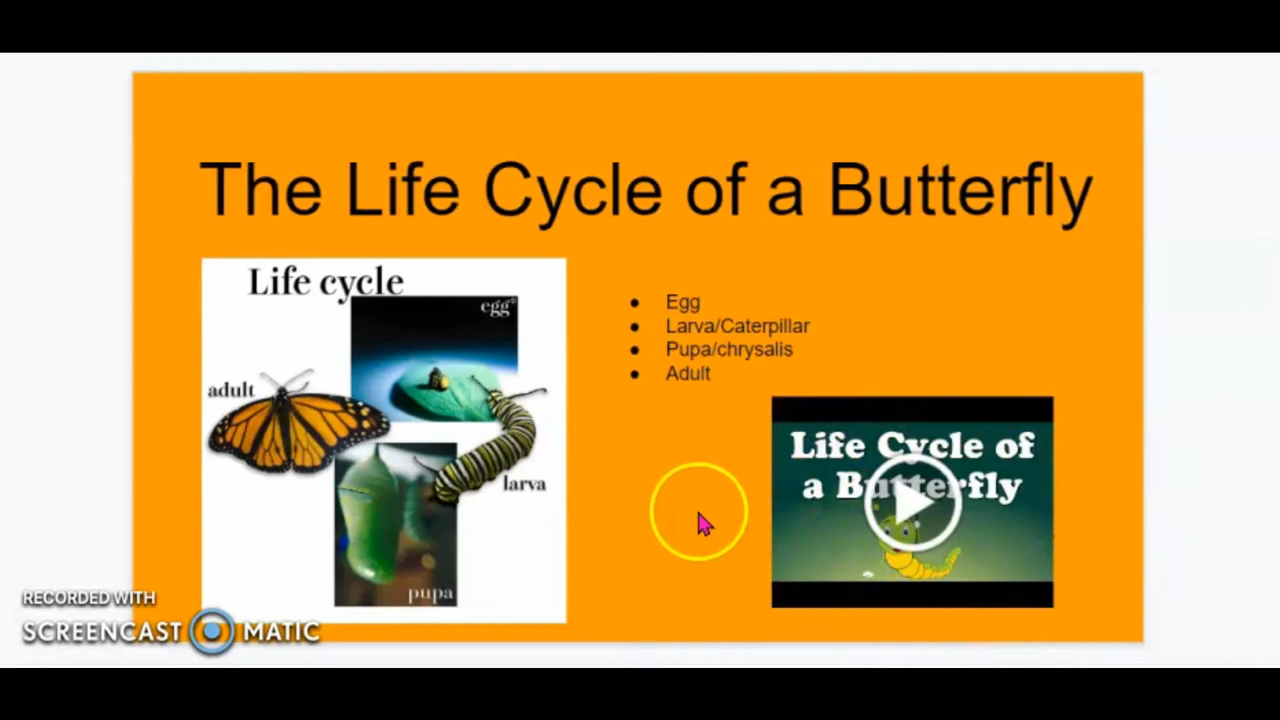 The Life Cycle of a Butterfly
Life cycle
egg*
adult
larva
pupa
● Egg
● Larva/Caterpillar
● Pupa/chrysalis
● Adult
Life Cycle of
a Butterfly
RECORDED WITH
SCREENCAST MATIC